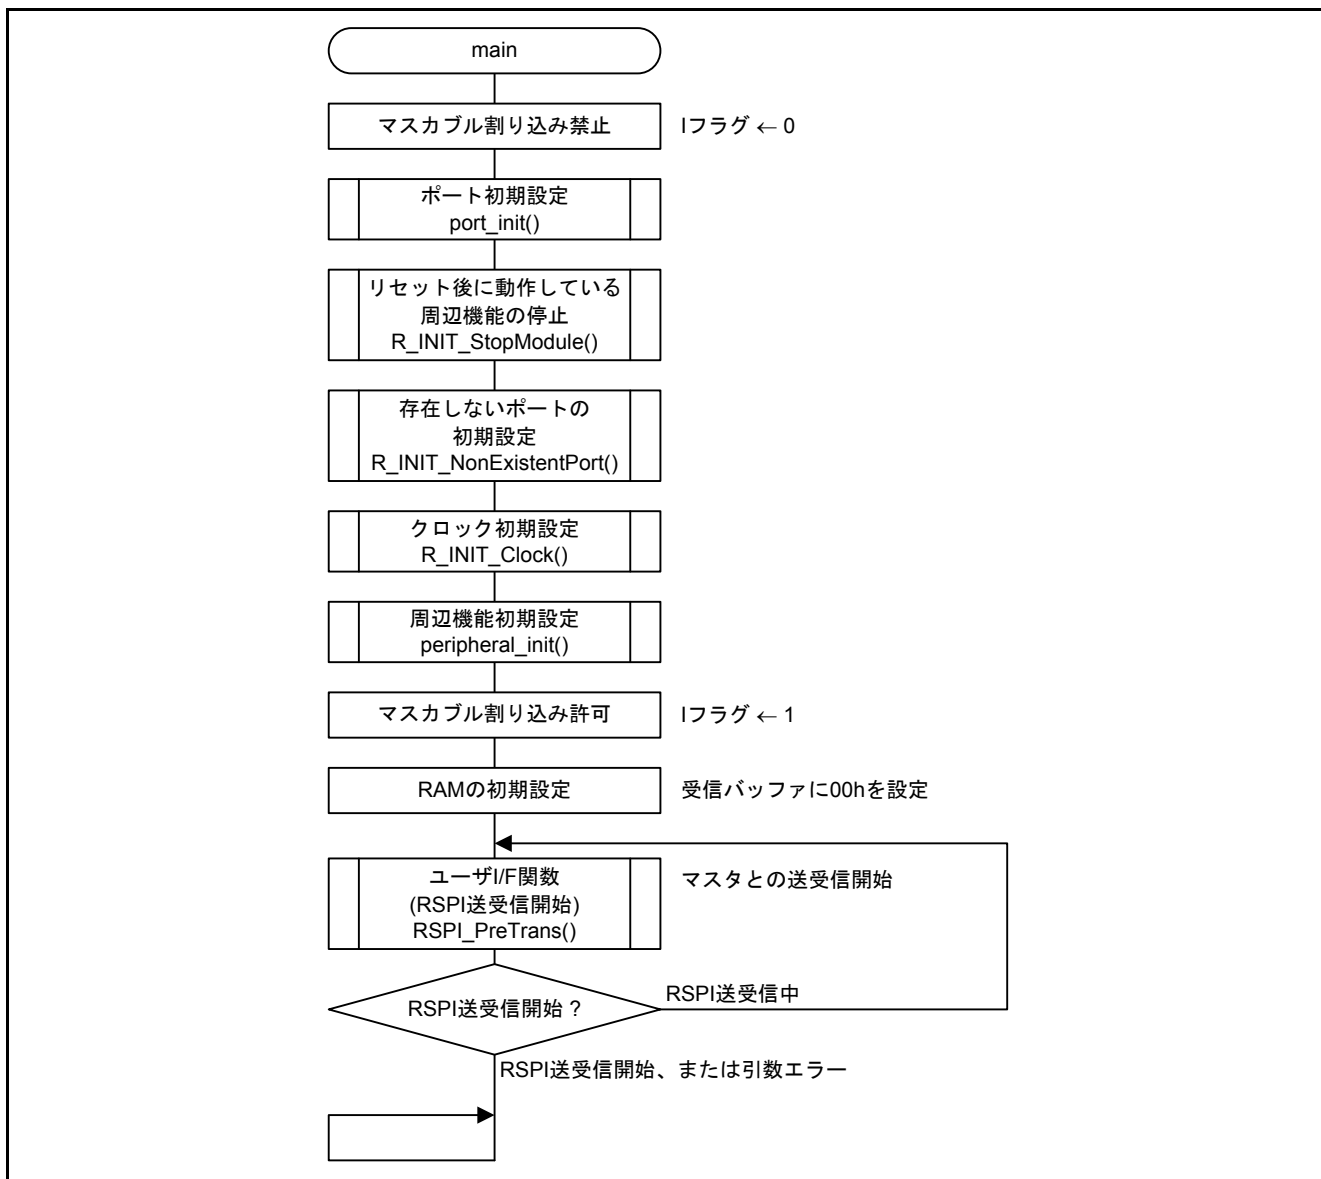 main
マスカブル割り込み禁止
Iフラグ ← 0
ポート初期設定
port_init()
リセット後に動作している
周辺機能の停止
R_INIT_StopModule()
存在しないポートの
初期設定
R_INIT_NonExistentPort()
クロック初期設定
R_INIT_Clock()
周辺機能初期設定
peripheral_init()
マスカブル割り込み許可
Iフラグ ← 1
RAMの初期設定
受信バッファに00hを設定
ユーザI/F関数
(RSPI送受信開始)
RSPI_PreTrans()
マスタとの送受信開始
RSPI送受信開始？
RSPI送受信中
RSPI送受信開始、または引数エラー